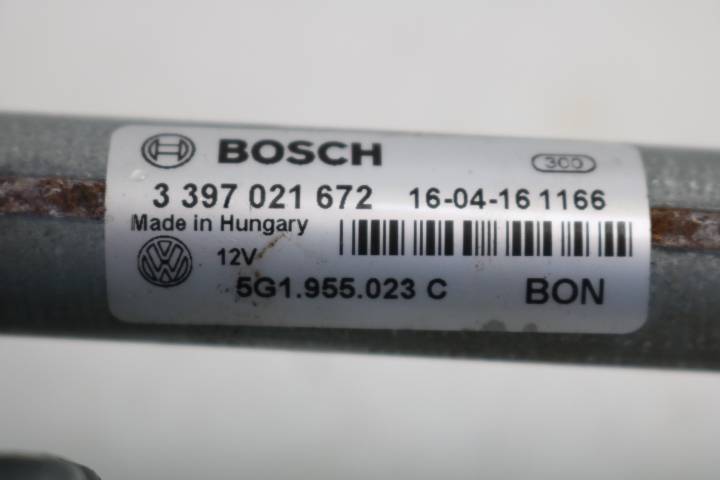 BOSCH
300
3 397 021 672 16-04-16 1166
Made in Hungary
12V
5G1.955.023 C BON